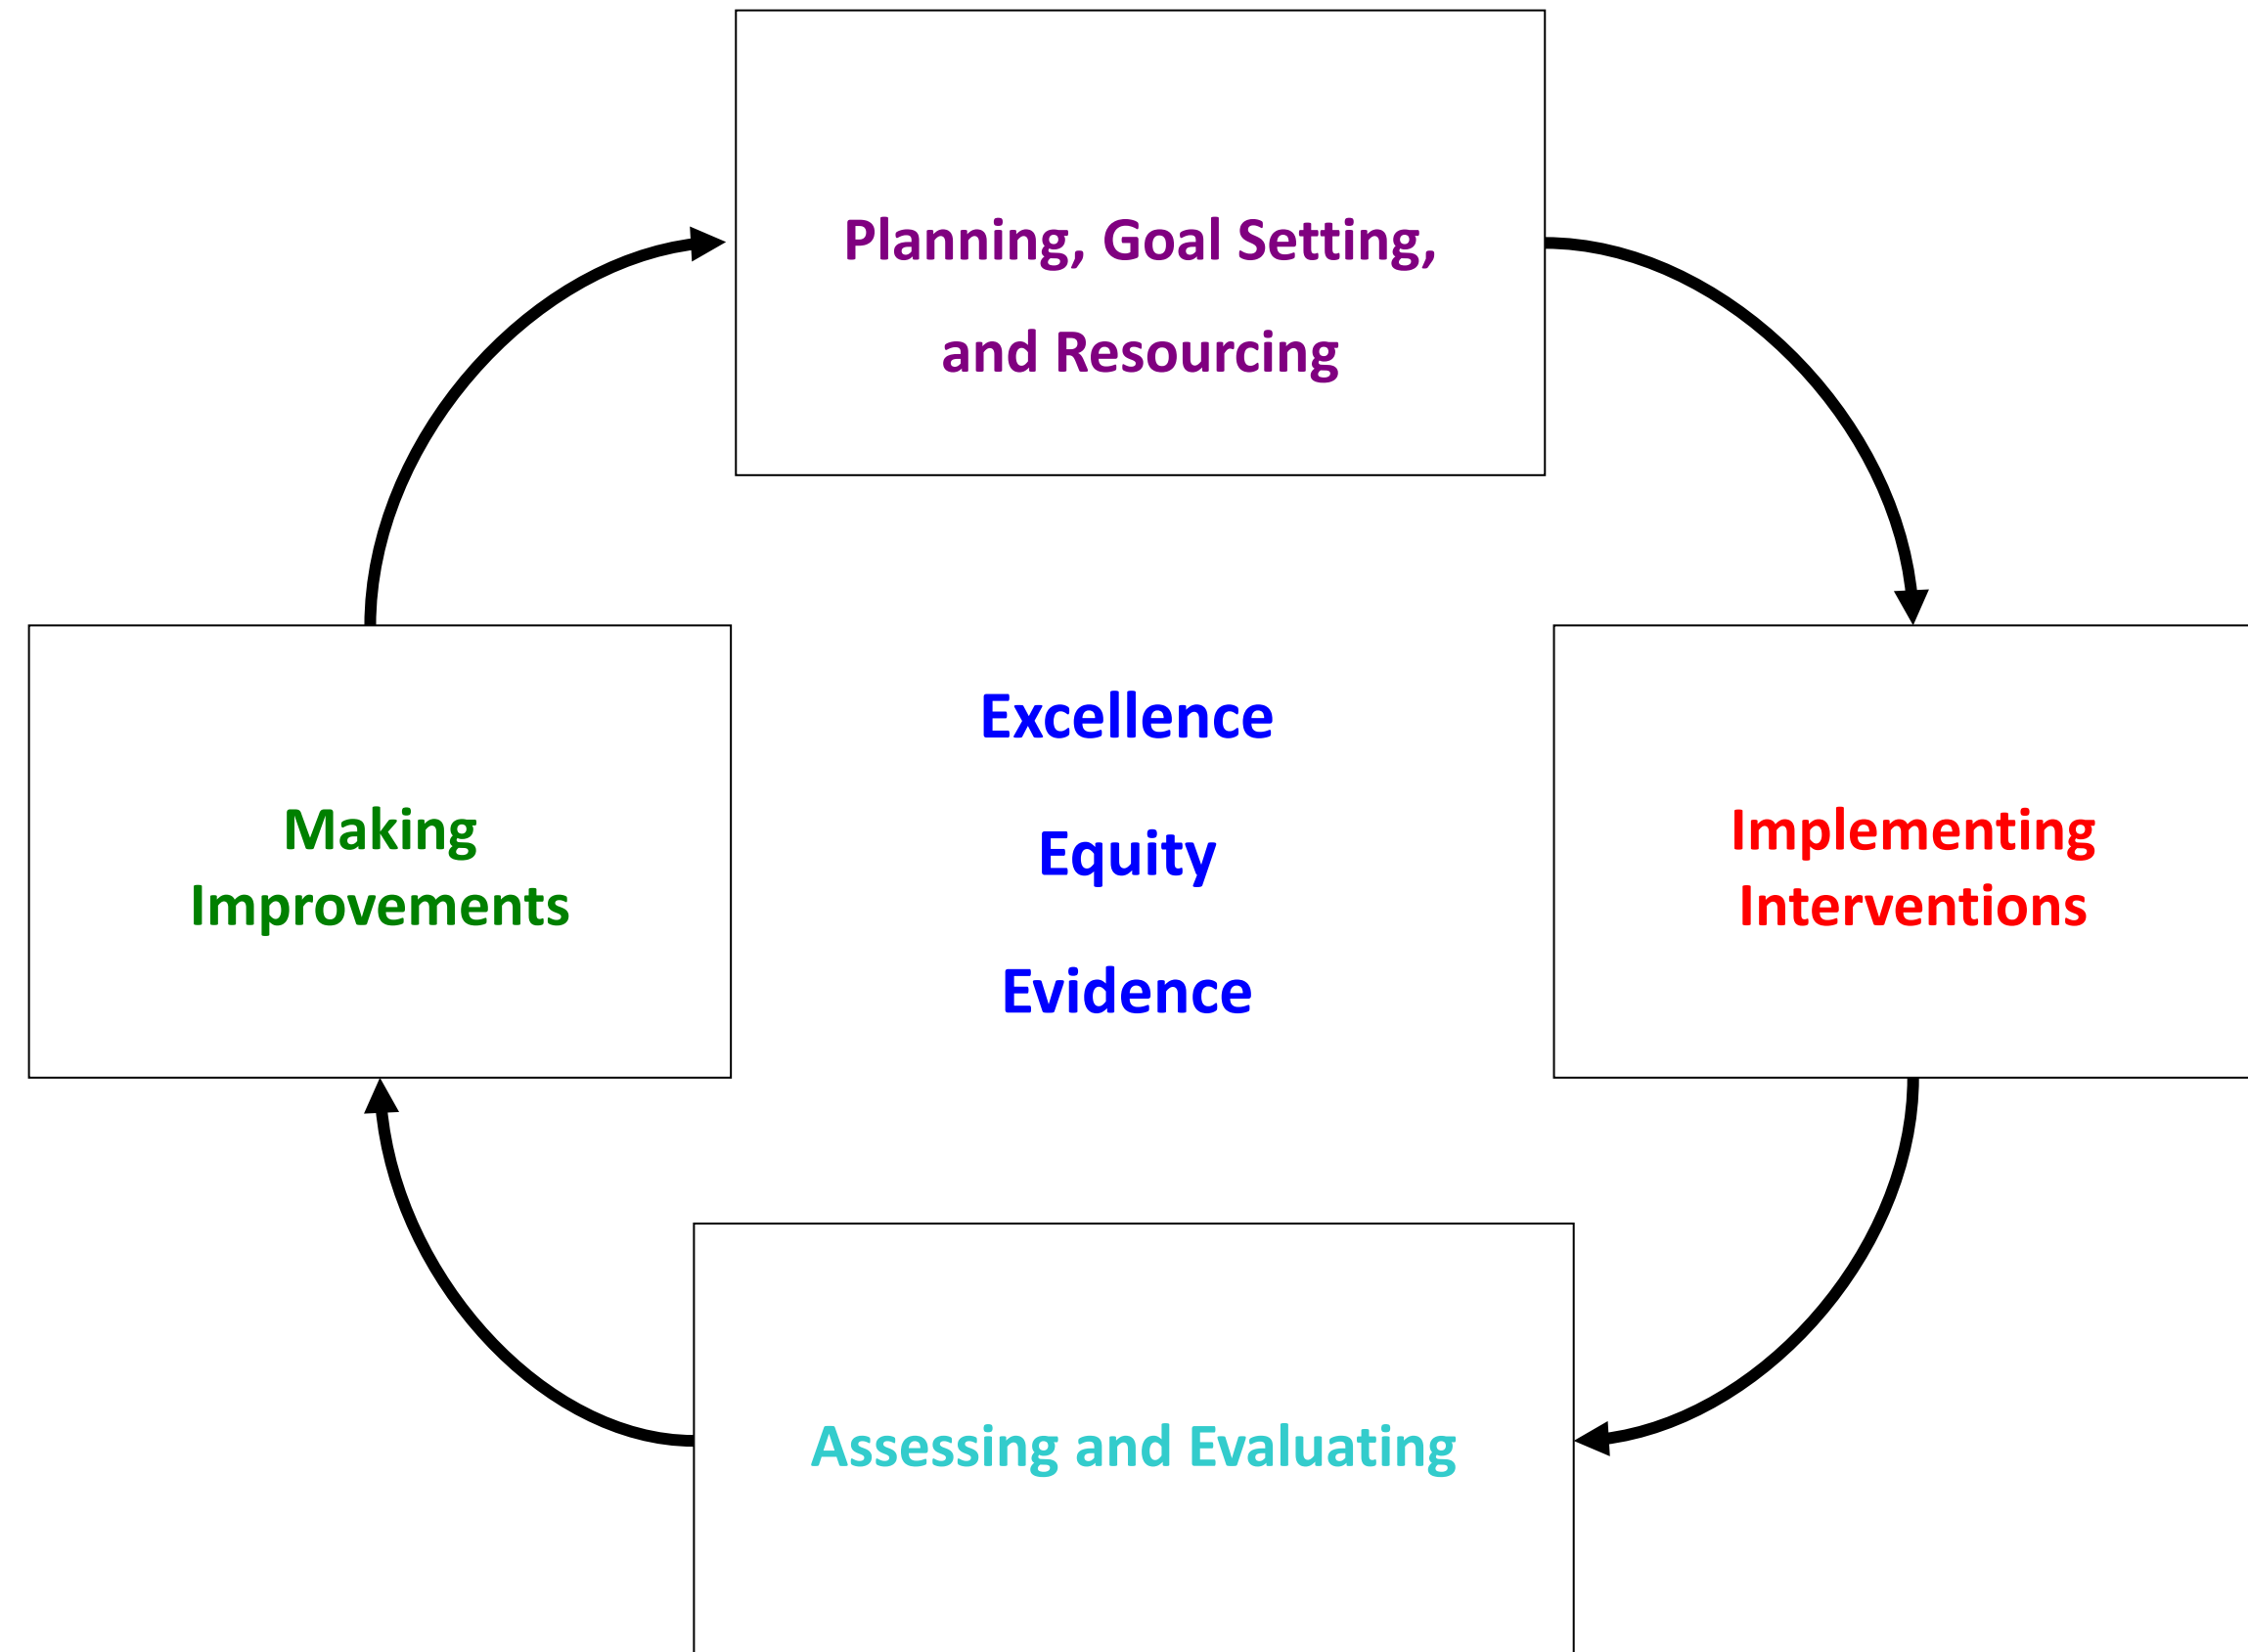 Planning, Goal Setting,
and Resourcing
Excellence
Equity
Evidence
Making
Improvements
Implementing
Interventions
Assessing and Evaluating